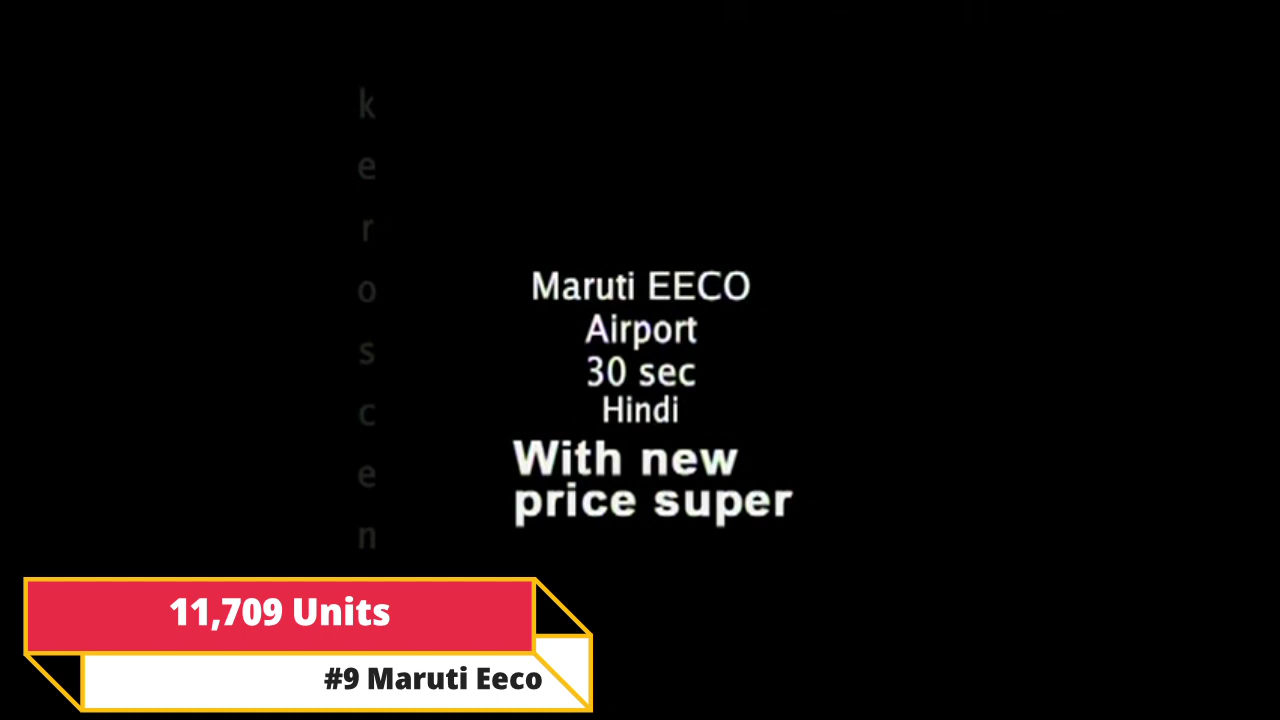 k
e
r
o
s
c
e
n
Maruti EECO
Airport
30 sec
Hindi
With new
price super
11,709 Units
#9 Maruti Eeco